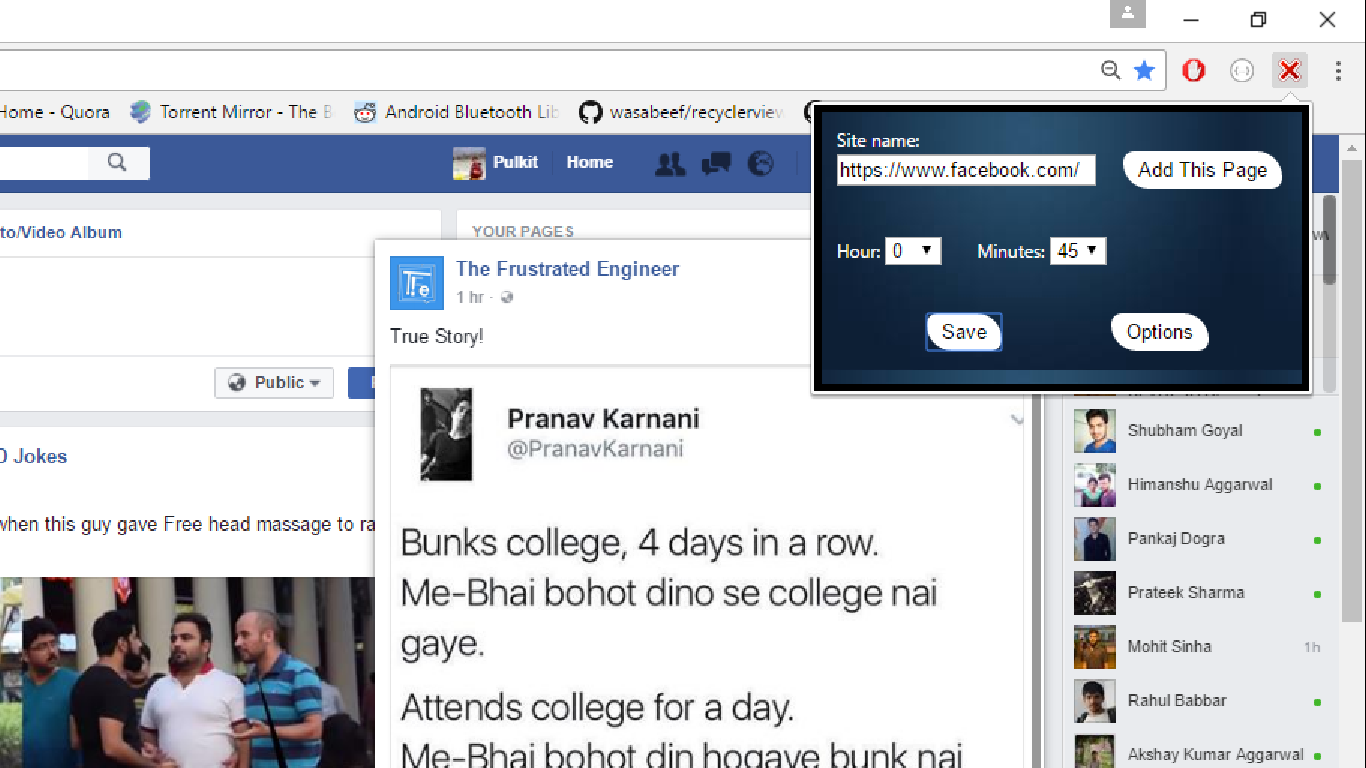 Home - Quora
Torrent Mirror - The B
Android Bluetooth Lib
wasabeef/recyclerview
Pulkit
Home
Site name:
https://www.facebook.com/
Add This Page
Hour: 0
Minutes: 45
Save
Options
to/Video Album
YOUR PAGES
Public
The Frustrated Engineer
1 hr ·
True Story!
Pranav Karnani
@PranavKarnani
Bunks college, 4 days in a row.
Me-Bhai bohot dino se college nai
gaye.
Attends college for a day.
Me-Bhai bohot din hogaye bunk nai
Jokes
when this guy gave Free head massage to ra
Shubham Goyal
Himanshu Aggarwal
Pankaj Dogra
Prateek Sharma
Mohit Sinha
1h
Rahul Babbar
Akshay Kumar Aggarwal